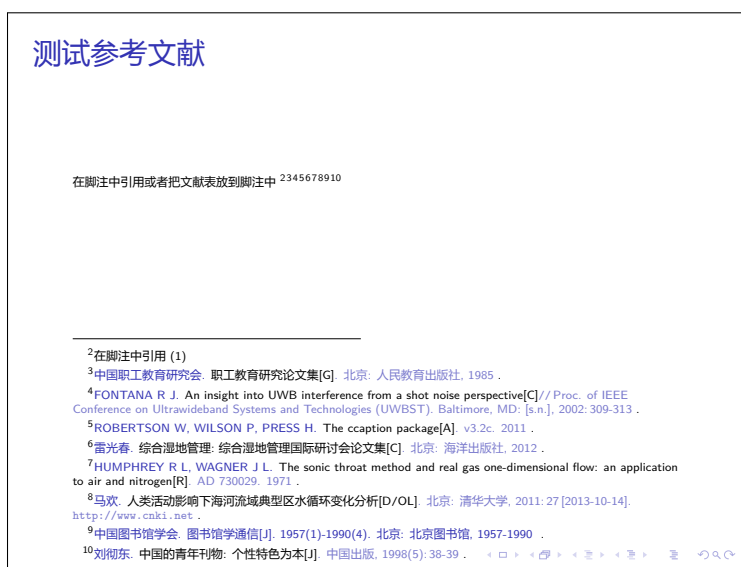 测试参考文献
在脚注中引用或者把文献表放到脚注中 2345678910
2在脚注中引用 (1)
3中国职工教育研究会. 职工教育研究论文集[G]. 北京: 人民教育出版社, 1985 .
4FONTANA R J. An insight into UWB interference from a shot noise perspective[C]// Proc. of IEEE
Conference on Ultrawideband Systems and Technologies (UWBST). Baltimore, MD: [s.n.], 2002: 309-313 .
5ROBERTSON W, WILSON P, PRESS H. The ccaption package[A]. v3.2c. 2011 .
6雷光春. 综合湿地管理: 综合湿地管理国际研讨会论文集[C]. 北京: 海洋出版社, 2012 .
7HUMPHREY R L, WAGNER J L. The sonic throat method and real gas one-dimensional flow: an application
to air and nitrogen[R]. AD 730029. 1971 .
8马欢. 人类活动影响下海河流域典型区水循环变化分析[D/OL]. 北京: 清华大学, 2011: 27 [2013-10-14].
http://www.cnki.net .
9中国图书馆学会. 图书馆学通信[J]. 1957(1)-1990(4). 北京: 北京图书馆, 1957-1990 .
10刘彻东. 中国的青年刊物: 个性特色为本[J]. 中国出版, 1998(5): 38-39 .